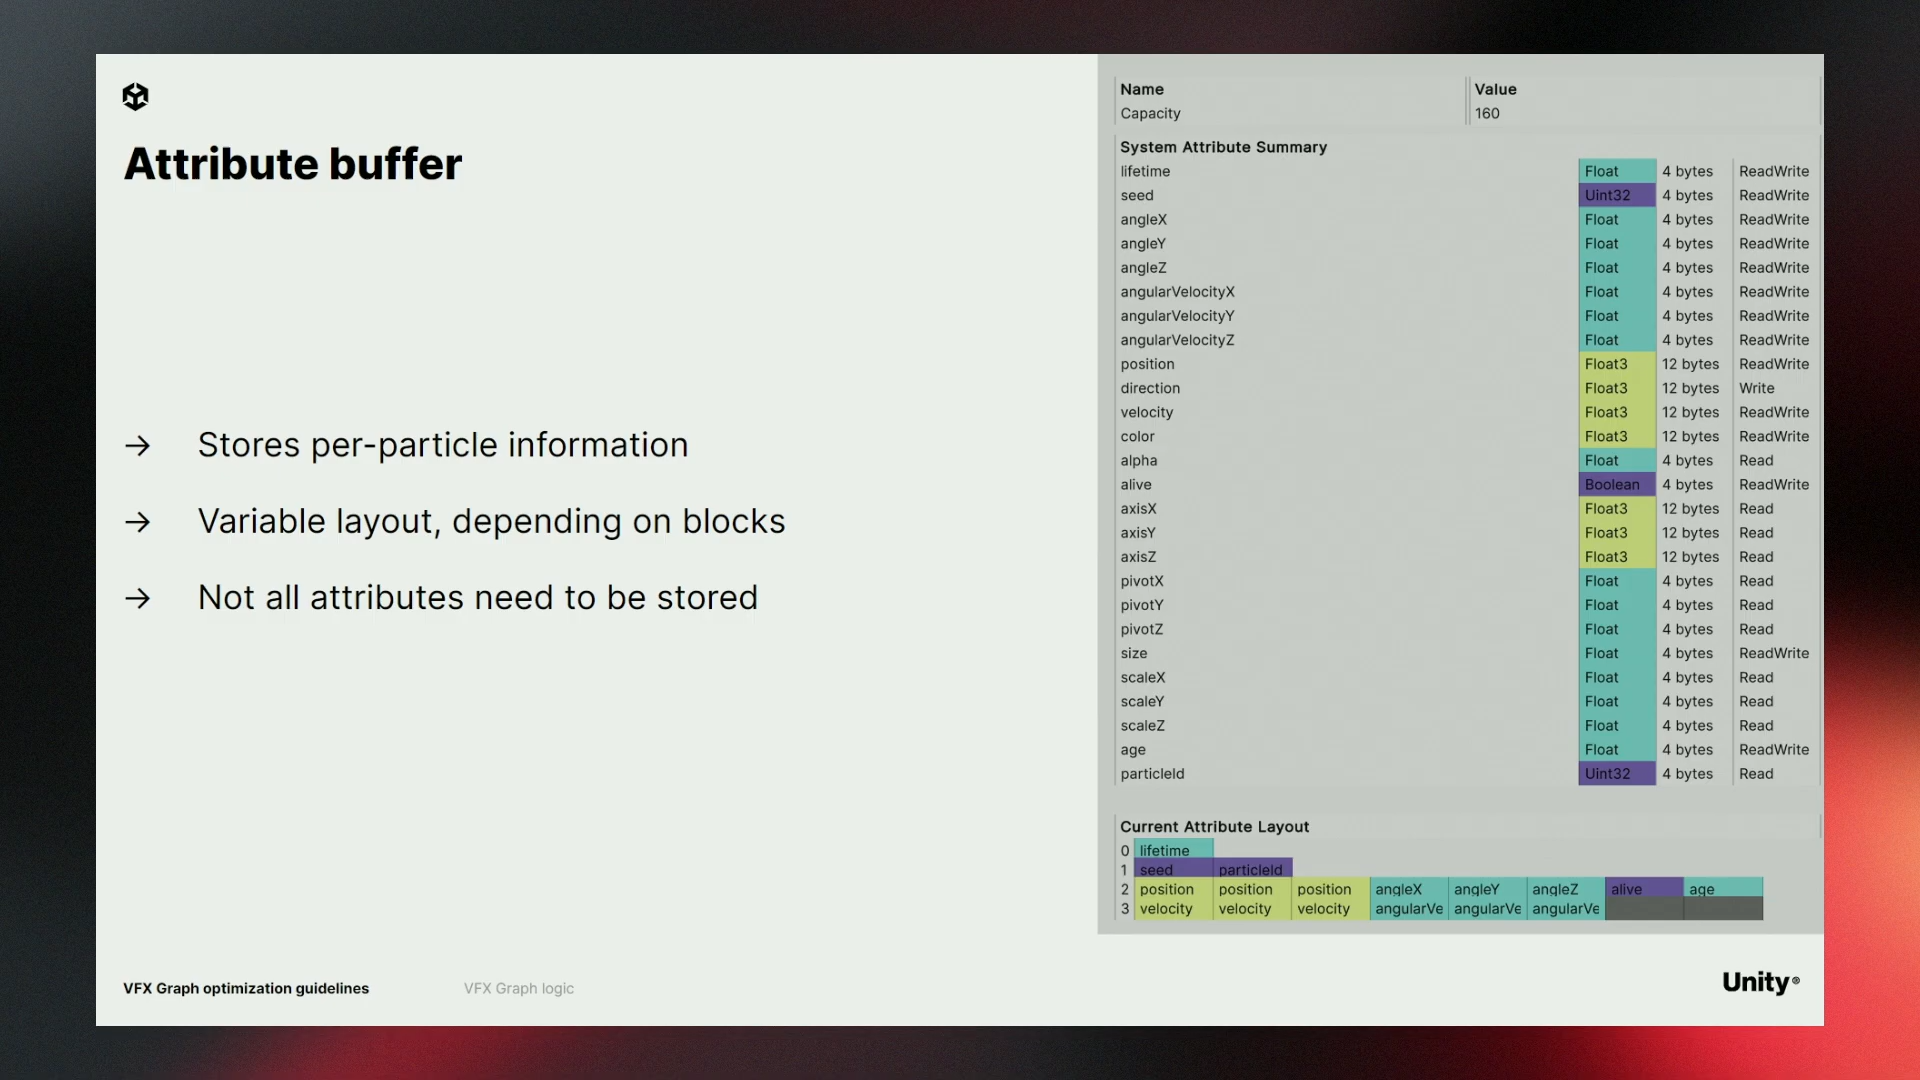 Attribute buffer
→ Stores per-particle information
→ Variable layout, depending on blocks
→ Not all attributes need to be stored
Name Value
Capacity 160
System Attribute Summary
lifetime Float 4 bytes ReadWrite
seed Uint32 4 bytes ReadWrite
angleX Float 4 bytes ReadWrite
angleY Float 4 bytes ReadWrite
angleZ Float 4 bytes ReadWrite
angularVelocityX Float 4 bytes ReadWrite
angularVelocityY Float 4 bytes ReadWrite
angularVelocityZ Float 4 bytes ReadWrite
position Float3 12 bytes ReadWrite
direction Float3 12 bytes Write
velocity Float3 12 bytes ReadWrite
color Float3 12 bytes ReadWrite
alpha Float 4 bytes Read
alive Boolean 4 bytes ReadWrite
axisX Float3 12 bytes Read
axisY Float3 12 bytes Read
axisZ Float3 12 bytes Read
pivotX Float 4 bytes Read
pivotY Float 4 bytes Read
pivotZ Float 4 bytes Read
size Float 4 bytes ReadWrite
scaleX Float 4 bytes Read
scaleY Float 4 bytes Read
scaleZ Float 4 bytes Read
age Float 4 bytes ReadWrite
particleId Uint32 4 bytes Read
Current Attribute Layout
0 lifetime
1 seed particleId
2 position position position angleX angleY angleZ alive age
3 velocity velocity velocity angularVe angularVe angularVe
VFX Graph optimization guidelines VFX Graph logic
Unity®